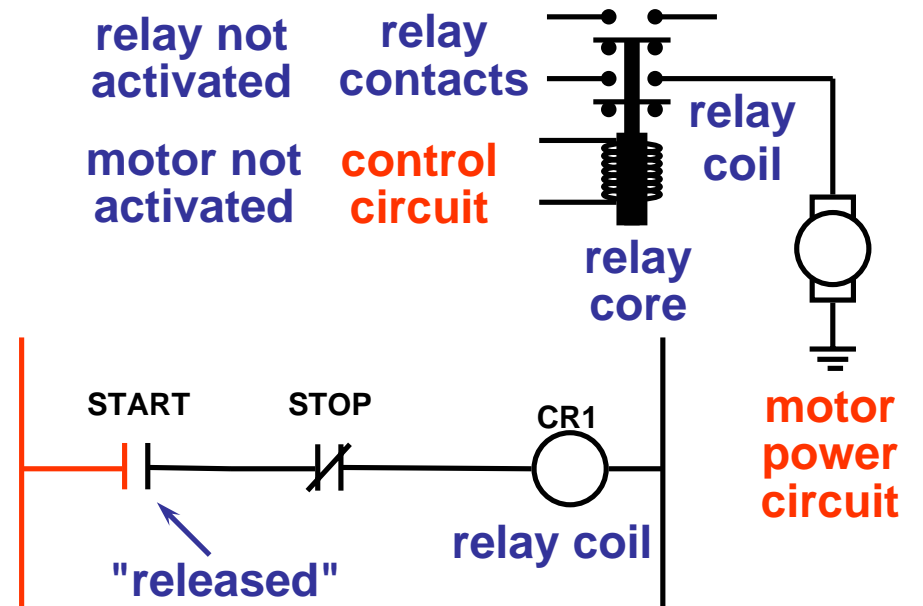 relay not
activated
relay
contacts
relay
coil
motor not
activated
control
circuit
relay
core
START
STOP
CR1
motor
power
circuit
relay coil
"released"